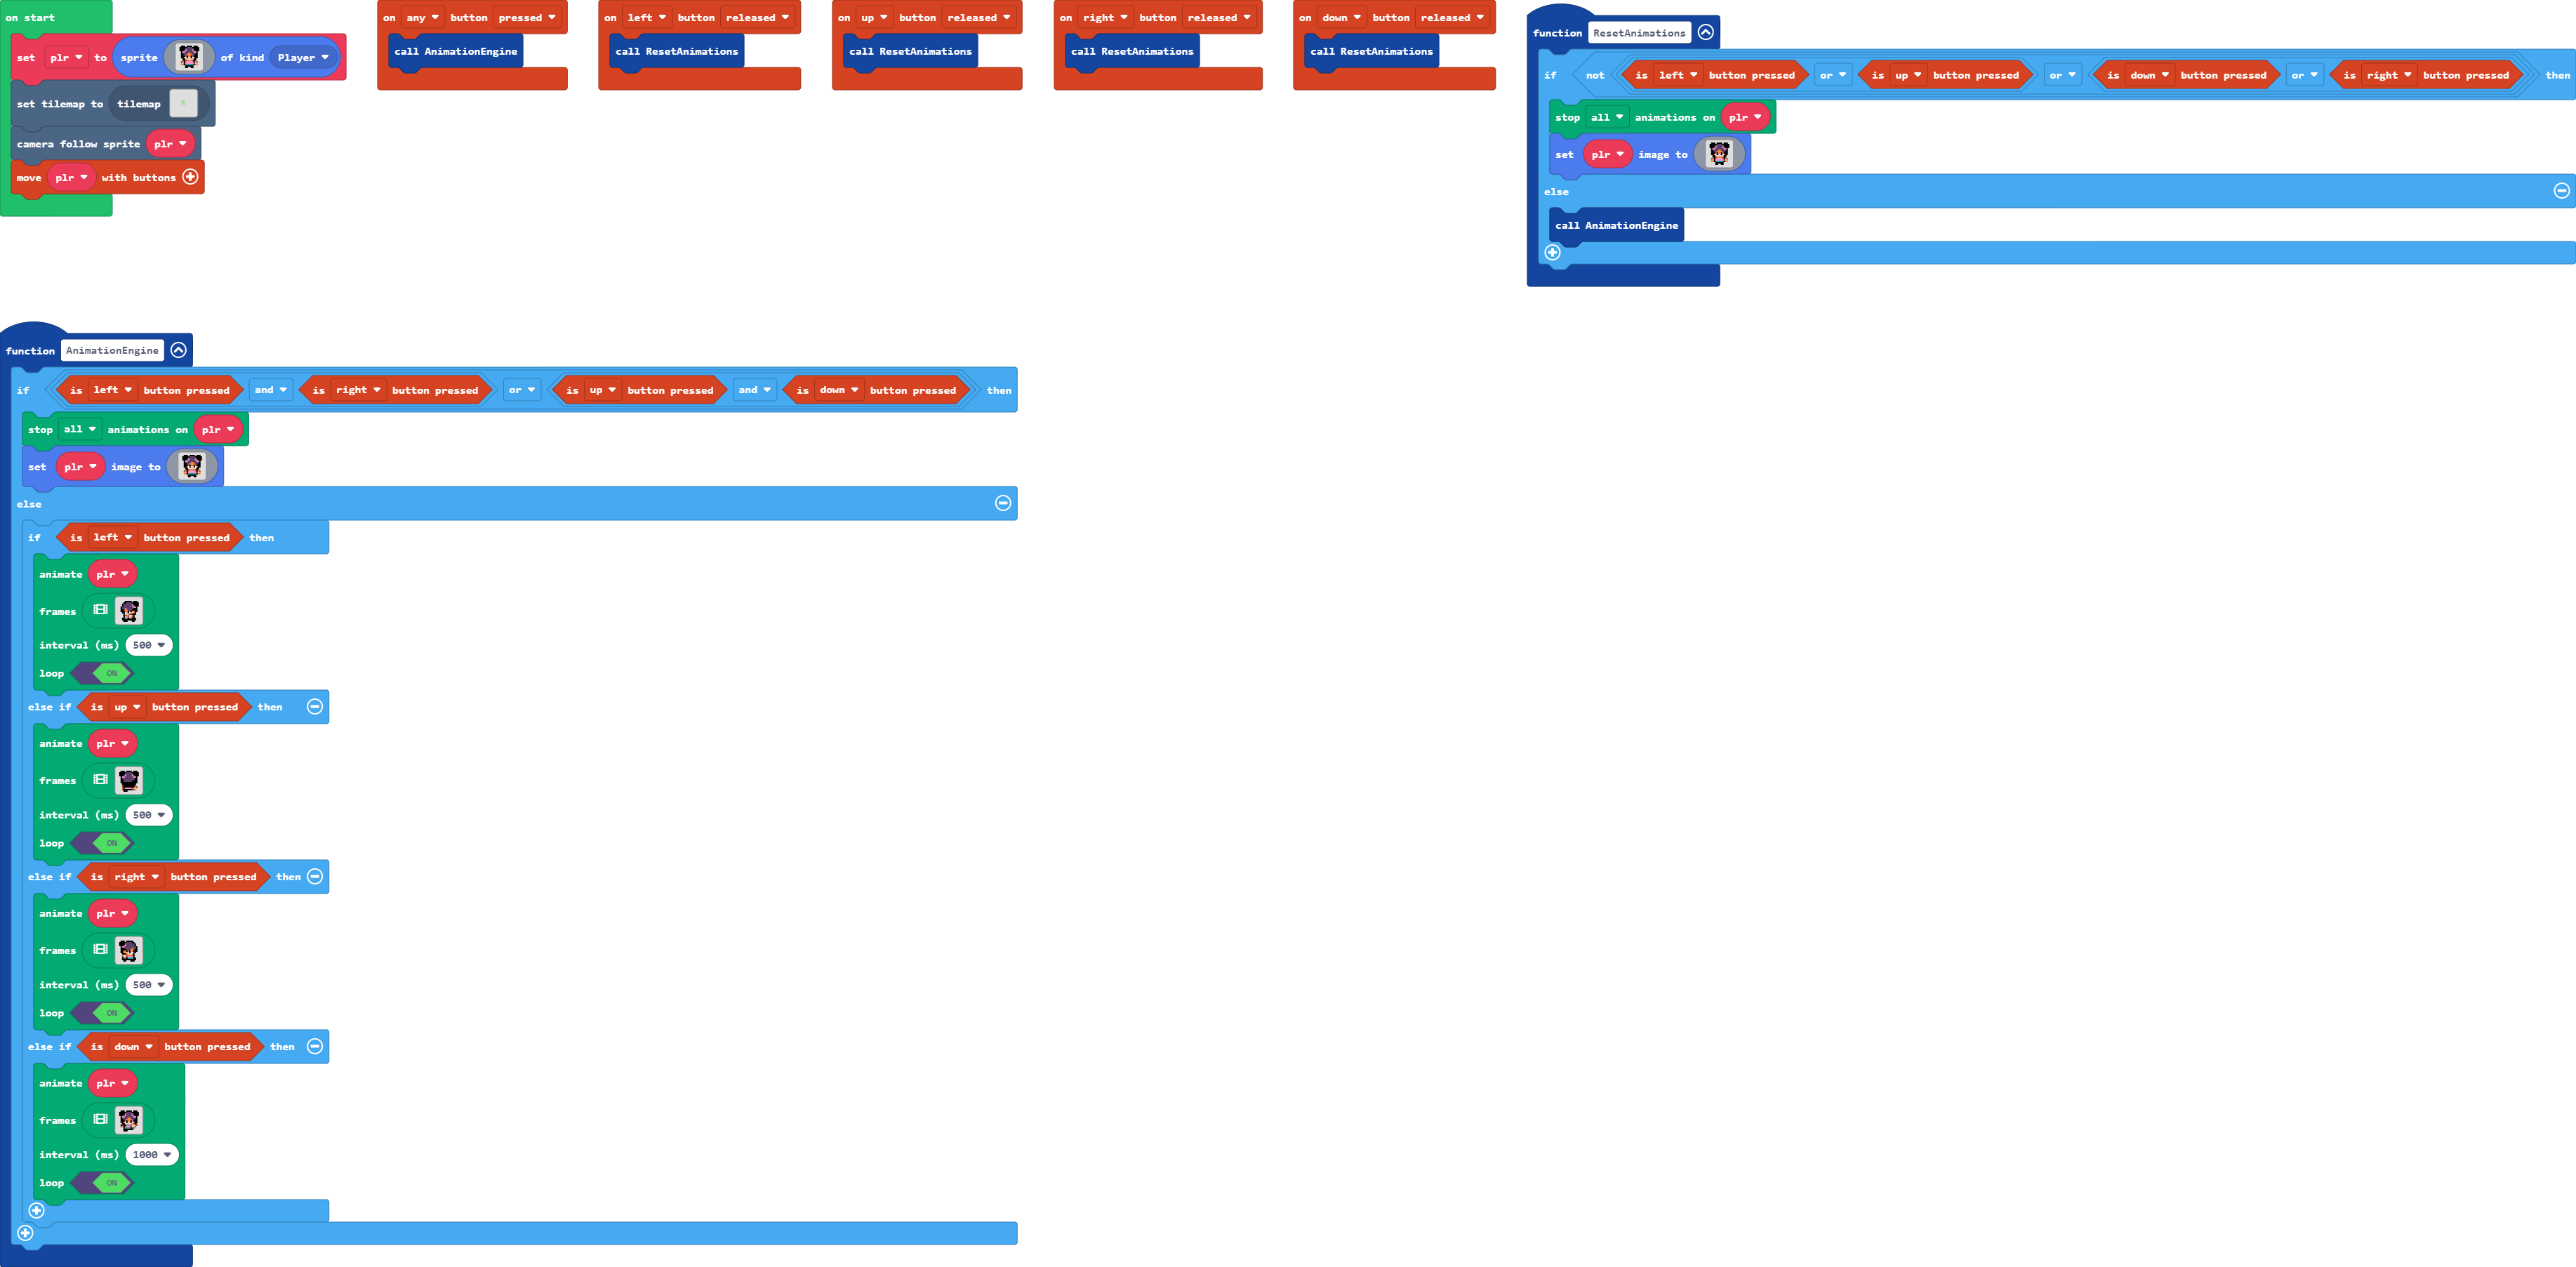 on start
set plr to sprite of kind Player
set tilemap to tilemap
camera follow sprite plr
move plr with buttons
on any button pressed
call AnimationEngine
on left button released
call ResetAnimations
on up button released
call ResetAnimations
on right button released
call ResetAnimations
on down button released
call ResetAnimations
function ResetAnimations
if not is left button pressed or is up button pressed or is down button pressed or is right button pressed then
stop all animations on plr
set plr image to
else
call AnimationEngine
function AnimationEngine
if is left button pressed and is right button pressed or is up button pressed and is down button pressed then
stop all animations on plr
set plr image to
else
if is left button pressed then
animate plr
frames
interval (ms) 500
loop ON
else if is up button pressed then
animate plr
frames
interval (ms) 500
loop ON
else if is right button pressed then
animate plr
frames
interval (ms) 500
loop ON
else if is down button pressed then
animate plr
frames
interval (ms) 1000
loop ON